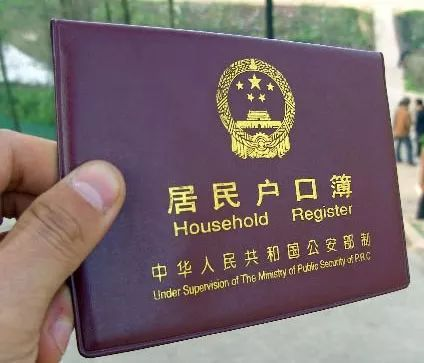 居民户口簿
Household Register
中华人民共和国公安部制
Under Supervision of The Ministry of Public Security of P.R.C